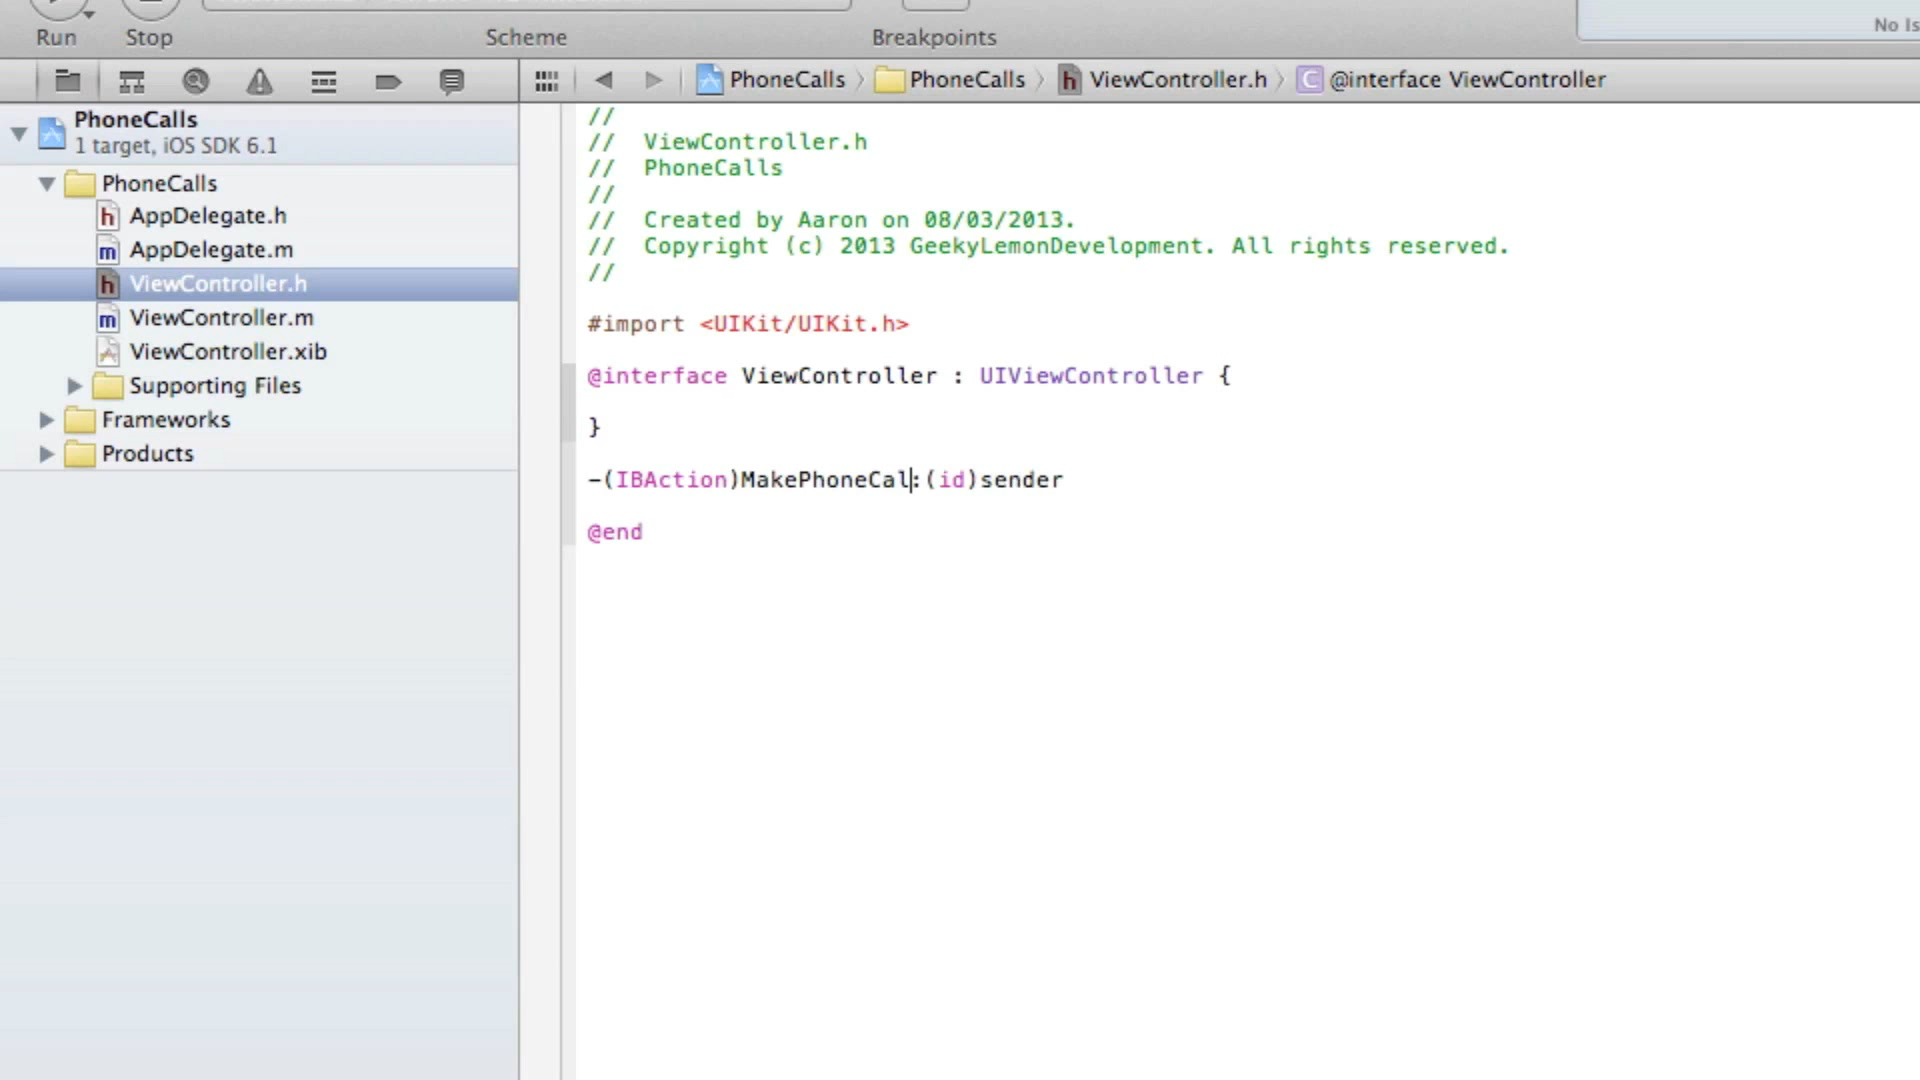 Run Stop Scheme Breakpoints No Is
PhoneCalls PhoneCalls ViewController.h @interface ViewController
PhoneCalls
1 target, iOS SDK 6.1
PhoneCalls
AppDelegate.h
AppDelegate.m
ViewController.h
ViewController.m
ViewController.xib
Supporting Files
Frameworks
Products
//
// ViewController.h
// PhoneCalls
//
// Created by Aaron on 08/03/2013.
// Copyright (c) 2013 GeekyLemonDevelopment. All rights reserved.
//
#import <UIKit/UIKit.h>
@interface ViewController : UIViewController {
}
-(IBAction)MakePhoneCal:(id)sender
@end